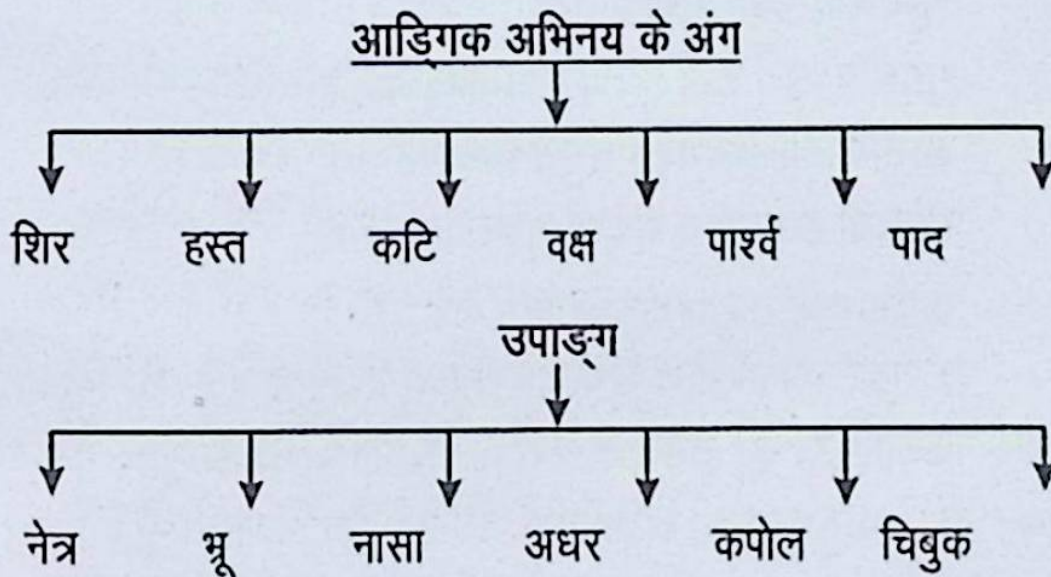 आङ्गिक अभिनय के अंग
शिर हस्त कटि वक्ष पार्श्व पाद
उपाङ्ग
नेत्र भ्रू नासा अधर कपोल चिबुक